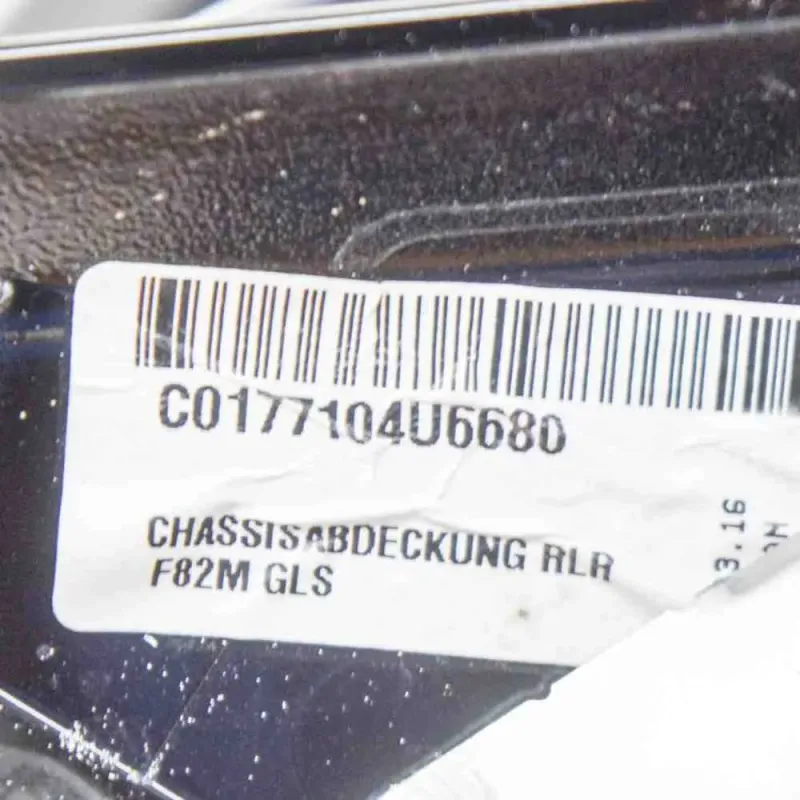 C0177104U6680
CHASSISABDECKUNG RLR
F82M GLS
3.16